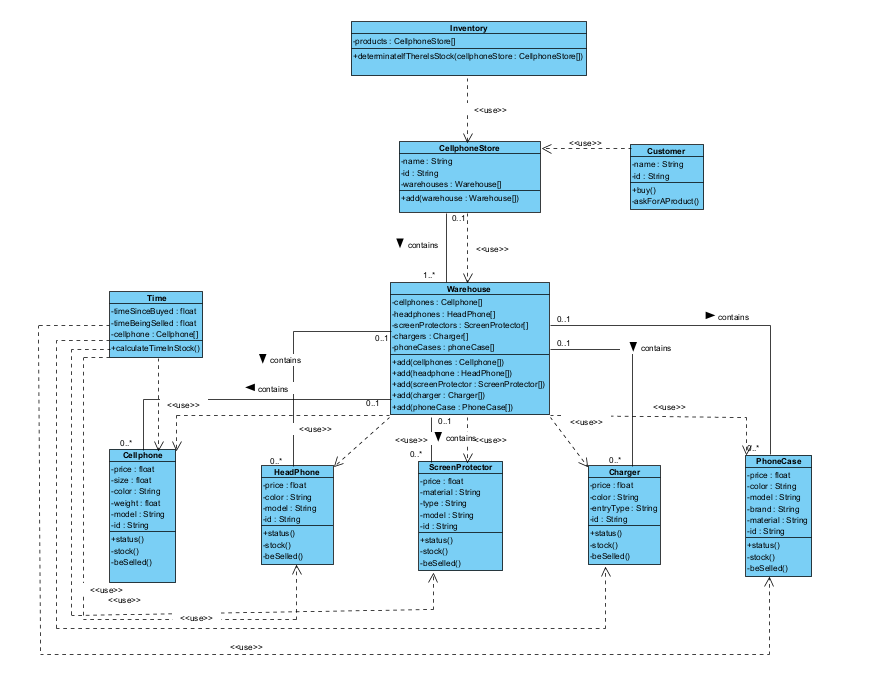 Inventory
-products : CellphoneStore[]
+determinateIfThereIsStock(cellphoneStore : CellphoneStore[])
<<use>>
CellphoneStore
-name : String
-id : String
-warehouses : Warehouse[]
+add(warehouse : Warehouse[])
<<use>>
Customer
-name : String
-id : String
+buy()
-askForAProduct()
0..1
contains
<<use>>
1..*
Time
-timeSinceBuyed : float
-timeBeingSelled : float
-cellphone : Cellphone[]
+calculateTimeInStock()
Warehouse
-cellphones : Cellphone[]
-headphones : HeadPhone[]
-screenProtectors : ScreenProtector[]
-chargers : Charger[]
-phoneCases : phoneCase[]
+add(cellphones : Cellphone[])
+add(headphone : HeadPhone[])
+add(screenProtector : ScreenProtector[])
+add(charger : Charger[])
+add(phoneCase : PhoneCase[])
0..1
contains
0..1
contains
0..1
contains
0..1
contains
0..1
contains
<<use>>
<<use>>
<<use>>
<<use>>
<<use>>
<<use>>
0..*
0..*
0..*
0..*
0..*
Cellphone
-price : float
-size : float
-color : String
-weight : float
-model : String
-id : String
+status()
-stock()
-beSelled()
HeadPhone
-price : float
-color : String
-model : String
-id : String
+status()
-stock()
-beSelled()
ScreenProtector
-price : float
-material : String
-type : String
-model : String
-id : String
+status()
-stock()
-beSelled()
Charger
-price : float
-color : String
-entryType : String
-id : String
+status()
-stock()
-beSelled()
PhoneCase
-price : float
-color : String
-model : String
-brand : String
-material : String
-id : String
+status()
-stock()
-beSelled()
<<use>>
<<use>>
<<use>>
<<use>>